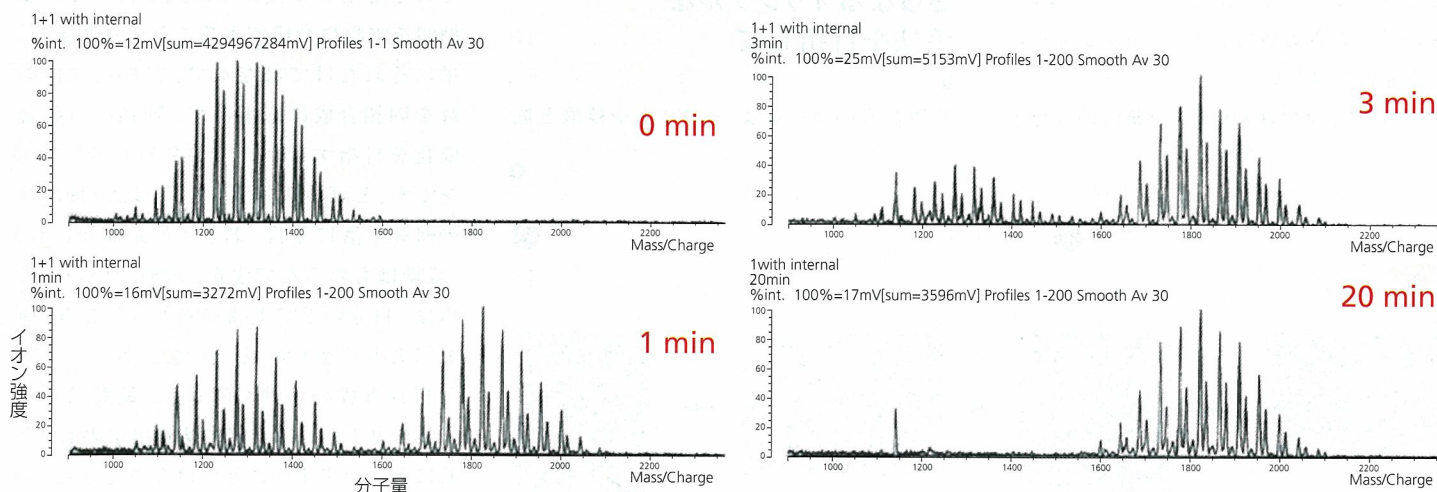 1+1 with internal
%int. 100%=12mV[sum=4294967284mV] Profiles 1-1 Smooth Av 30
100
80
60
40
20
0
0 min
1000
1200
1400
1600
1800
2000
2200
Mass/Charge
1+1 with internal
1min
%int. 100%=16mV[sum=3272mV] Profiles 1-200 Smooth Av 30
100
80
60
40
20
0
1 min
1000
1200
1400
1600
1800
2000
2200
Mass/Charge
イオン強度
分子量
1+1 with internal
3min
%int. 100%=25mV[sum=5153mV] Profiles 1-200 Smooth Av 30
100
80
60
40
20
0
3 min
1000
1200
1400
1600
1800
2000
2200
Mass/Charge
1with internal
20min
%int. 100%=17mV[sum=3596mV] Profiles 1-200 Smooth Av 30
100
80
60
40
20
0
20 min
1000
1200
1400
1600
1800
2000
2200
Mass/Charge